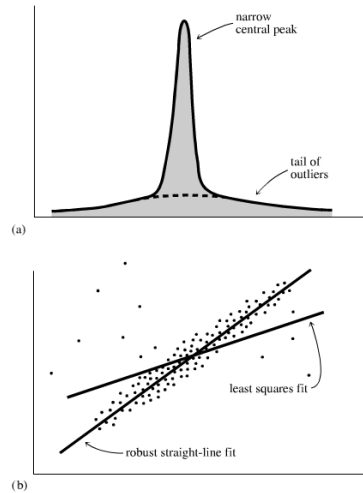 narrow
central peak
tail of
outliers
(a)
least squares fit
robust straight-line fit
(b)